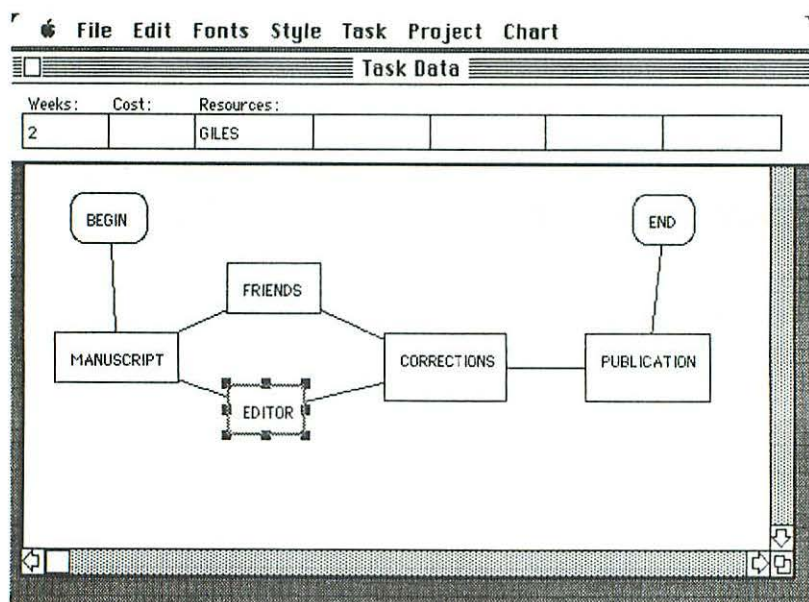 File Edit Fonts Style Task Project Chart
Task Data
Weeks: Cost: Resources:
2 GILES
BEGIN END
FRIENDS
MANUSCRIPT CORRECTIONS PUBLICATION
EDITOR